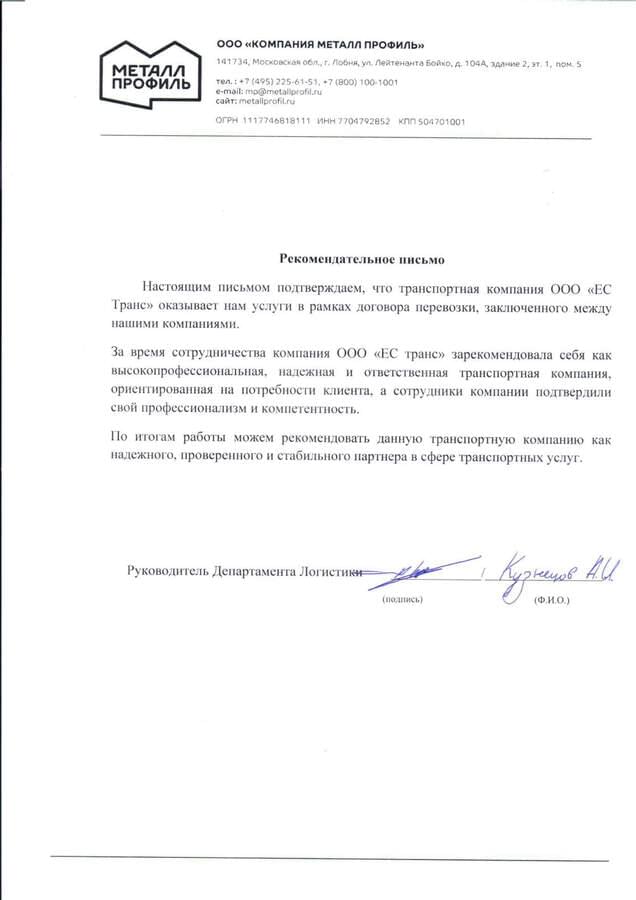 МЕТАЛЛ
ПРОФИЛЬ
ООО «КОМПАНИЯ МЕТАЛЛ ПРОФИЛЬ»
141734, Московская обл., г. Лобня, ул. Лейтенанта Бойко, д. 104А, здание 2, эт. 1, пом. 5
тел. : +7 (495) 225-61-51, +7 (800) 100-1001
e-mail: mp@metallprofil.ru
сайт: metallprofil.ru
ОГРН 1117746818111 ИНН 7704792852 КПП 504701001
Рекомендательное письмо
Настоящим письмом подтверждаем, что транспортная компания ООО «ЕС
Транс» оказывает нам услуги в рамках договора перевозки, заключенного между
нашими компаниями.
За время сотрудничества компания ООО «ЕС транс» зарекомендовала себя как
высокопрофессиональная, надежная и ответственная транспортная компания,
ориентированная на потребности клиента, а сотрудники компании подтвердили
свой профессионализм и компетентность.
По итогам работы можем рекомендовать данную транспортную компанию как
надежного, проверенного и стабильного партнера в сфере транспортных услуг.
Руководитель Департамента Логистики / Кузнецов А.И.
(подпись) (Ф.И.О.)